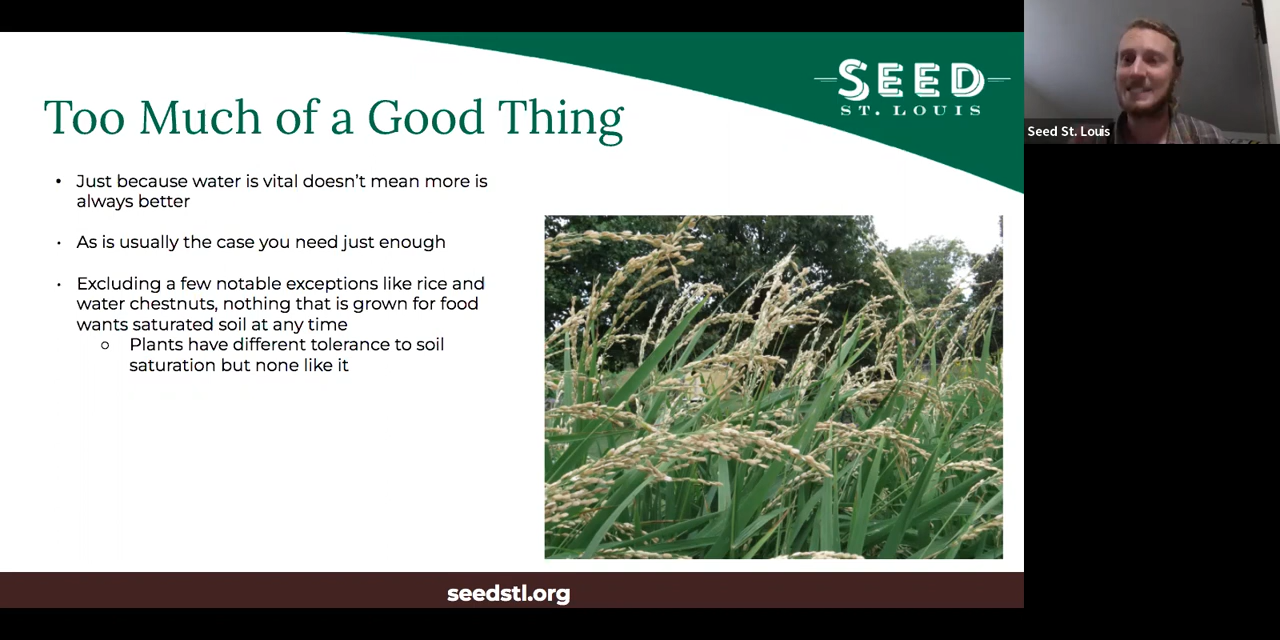 SEED
ST. LOUIS
Seed St. Louis
Too Much of a Good Thing
• Just because water is vital doesn’t mean more is
always better
• As is usually the case you need just enough
• Excluding a few notable exceptions like rice and
water chestnuts, nothing that is grown for food
wants saturated soil at any time
○ Plants have different tolerance to soil
saturation but none like it
seedstl.org